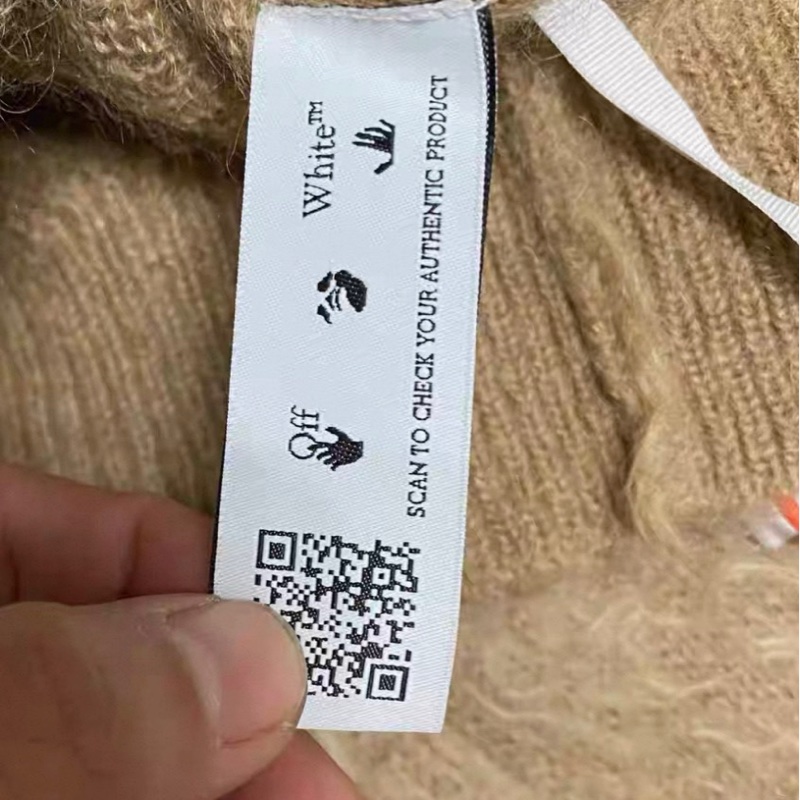 Off White™
SCAN TO CHECK YOUR AUTHENTIC PRODUCT